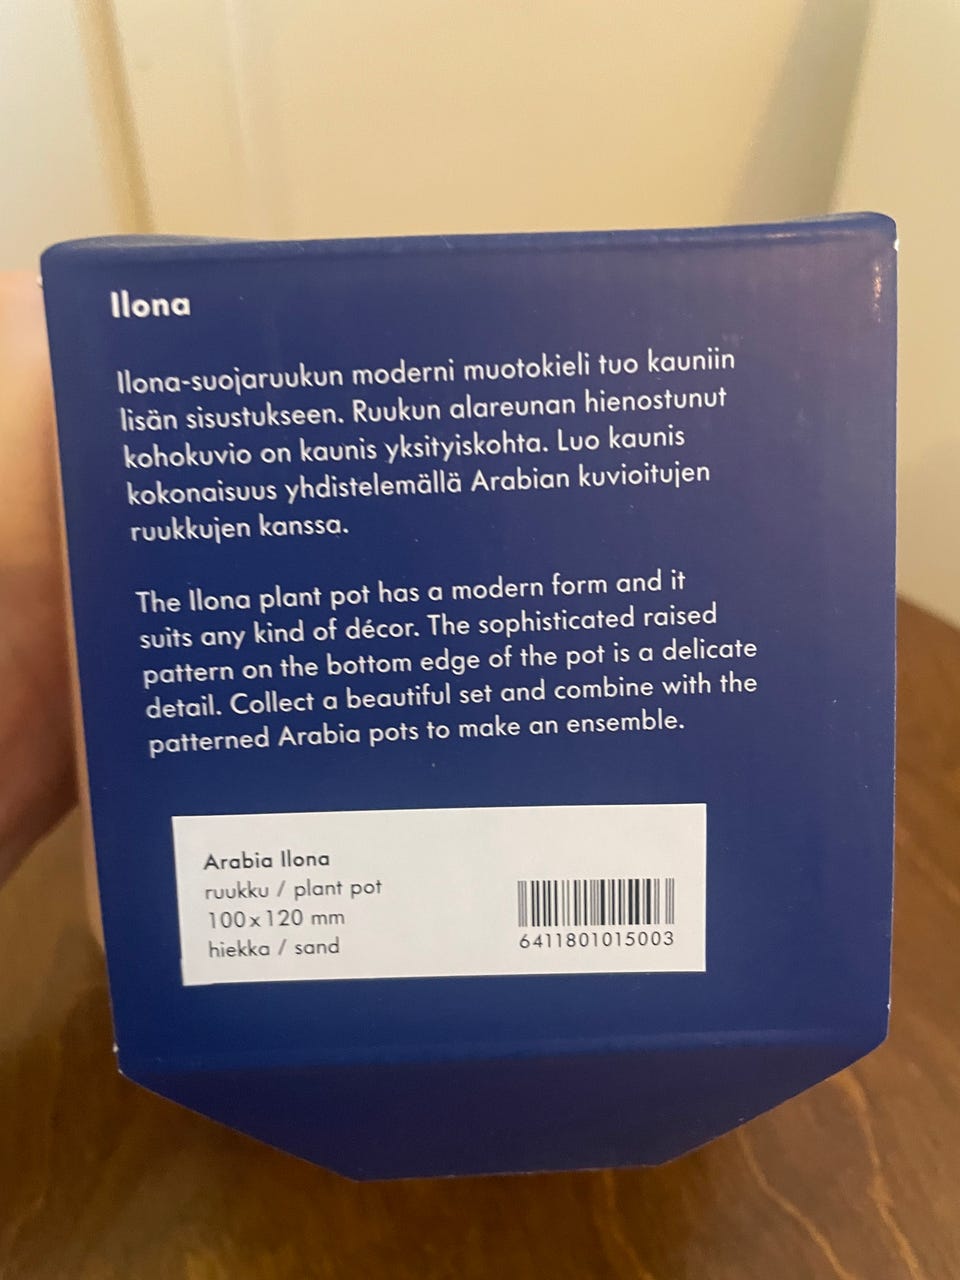 Ilona
Ilona-suojaruukun moderni muotokieli tuo kauniin
lisän sisustukseen. Ruukun alareunan hienostunut
kohokuvio on kaunis yksityiskohta. Luo kaunis
kokonaisuus yhdistelemällä Arabian kuvioitujen
ruukkujen kanssa.
The Ilona plant pot has a modern form and it
suits any kind of décor. The sophisticated raised
pattern on the bottom edge of the pot is a delicate
detail. Collect a beautiful set and combine with the
patterned Arabia pots to make an ensemble.
Arabia Ilona
ruukku / plant pot
100x120 mm
hiekka / sand
6411801015003